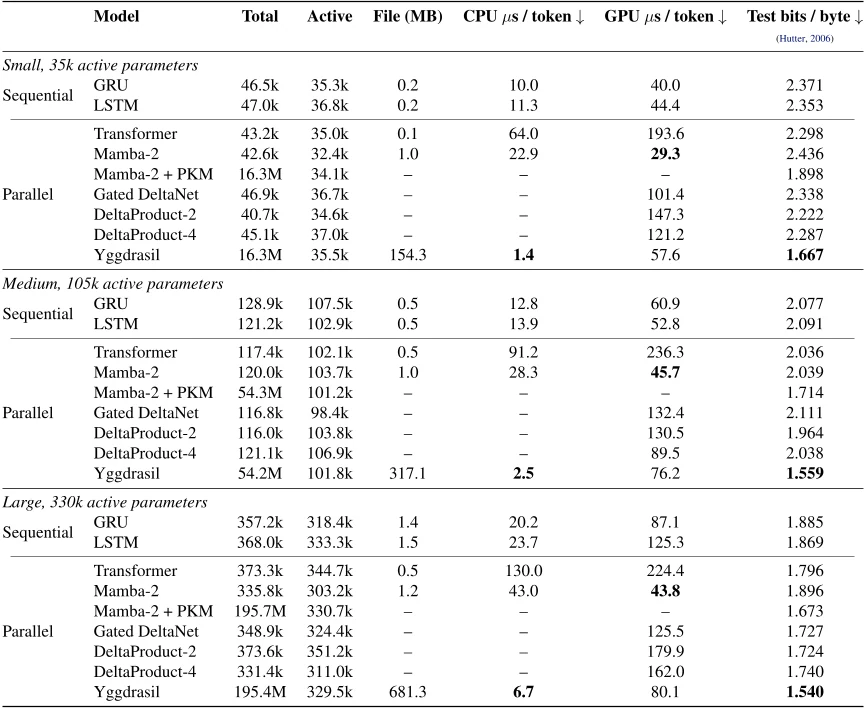 Model Total Active File (MB) CPU μs / token ↓ GPU μs / token ↓ Test bits / byte ↓
(Hutter, 2006)
Small, 35k active parameters
Sequential GRU 46.5k 35.3k 0.2 10.0 40.0 2.371
LSTM 47.0k 36.8k 0.2 11.3 44.4 2.353
Transformer 43.2k 35.0k 0.1 64.0 193.6 2.298
Mamba-2 42.6k 32.4k 1.0 22.9 29.3 2.436
Mamba-2 + PKM 16.3M 34.1k – – – 1.898
Parallel Gated DeltaNet 46.9k 36.7k – – 101.4 2.338
DeltaProduct-2 40.7k 34.6k – – 147.3 2.222
DeltaProduct-4 45.1k 37.0k – – 121.2 2.287
Yggdrasil 16.3M 35.5k 154.3 1.4 57.6 1.667
Medium, 105k active parameters
Sequential GRU 128.9k 107.5k 0.5 12.8 60.9 2.077
LSTM 121.2k 102.9k 0.5 13.9 52.8 2.091
Transformer 117.4k 102.1k 0.5 91.2 236.3 2.036
Mamba-2 120.0k 103.7k 1.0 28.3 45.7 2.039
Mamba-2 + PKM 54.3M 101.2k – – – 1.714
Parallel Gated DeltaNet 116.8k 98.4k – – 132.4 2.111
DeltaProduct-2 116.0k 103.8k – – 130.5 1.964
DeltaProduct-4 121.1k 106.9k – – 89.5 2.038
Yggdrasil 54.2M 101.8k 317.1 2.5 76.2 1.559
Large, 330k active parameters
Sequential GRU 357.2k 318.4k 1.4 20.2 87.1 1.885
LSTM 368.0k 333.3k 1.5 23.7 125.3 1.869
Transformer 373.3k 344.7k 0.5 130.0 224.4 1.796
Mamba-2 335.8k 303.2k 1.2 43.0 43.8 1.896
Mamba-2 + PKM 195.7M 330.7k – – – 1.673
Parallel Gated DeltaNet 348.9k 324.4k – – 125.5 1.727
DeltaProduct-2 373.6k 351.2k – – 179.9 1.724
DeltaProduct-4 331.4k 311.0k – – 162.0 1.740
Yggdrasil 195.4M 329.5k 681.3 6.7 80.1 1.540